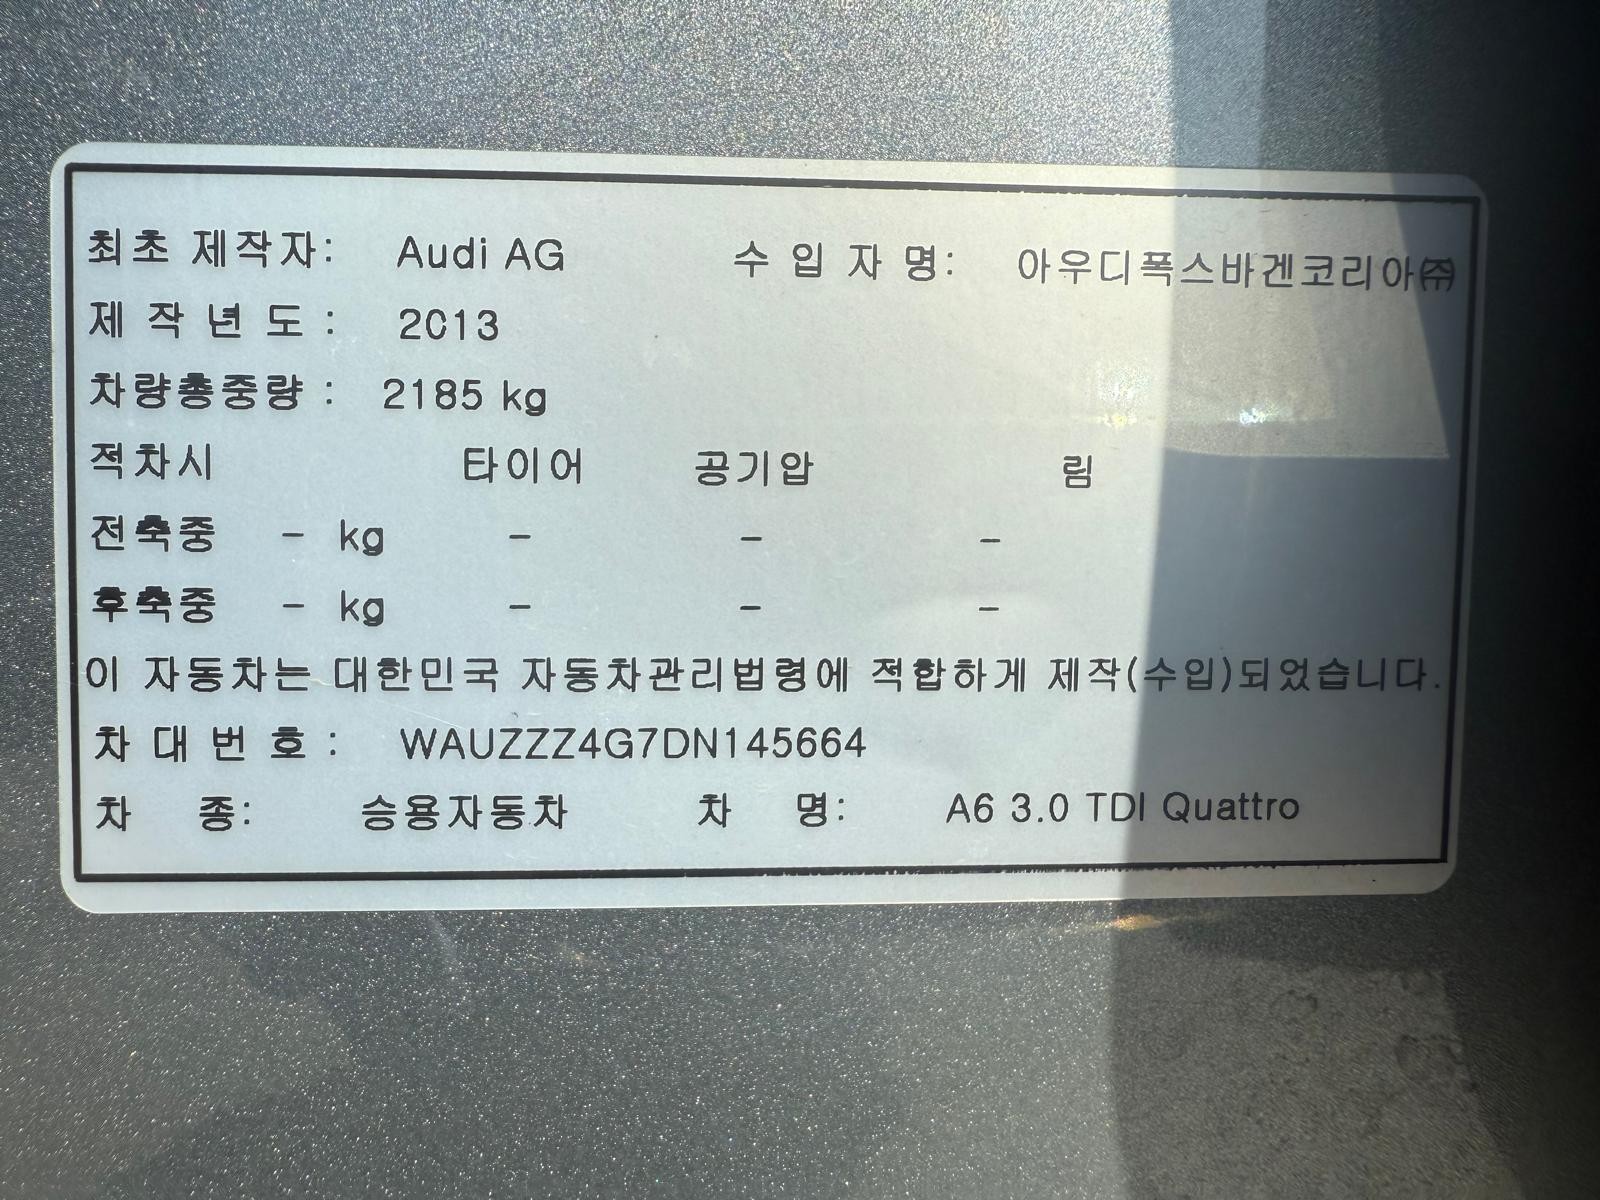 최초 제작자: Audi AG 수 입 자 명: 아우디폭스바겐코리아㈜
제 작 년 도 : 2013
차량총중량 : 2185 kg
적차시 타이어 공기압 림
전축중 - kg - - -
후축중 - kg - - -
이 자동차는 대한민국 자동차관리법령에 적합하게 제작(수입)되었습니다.
차 대 번 호 : WAUZZZ4G7DN145664
차 종: 승용자동차 차 명: A6 3.0 TDI Quattro